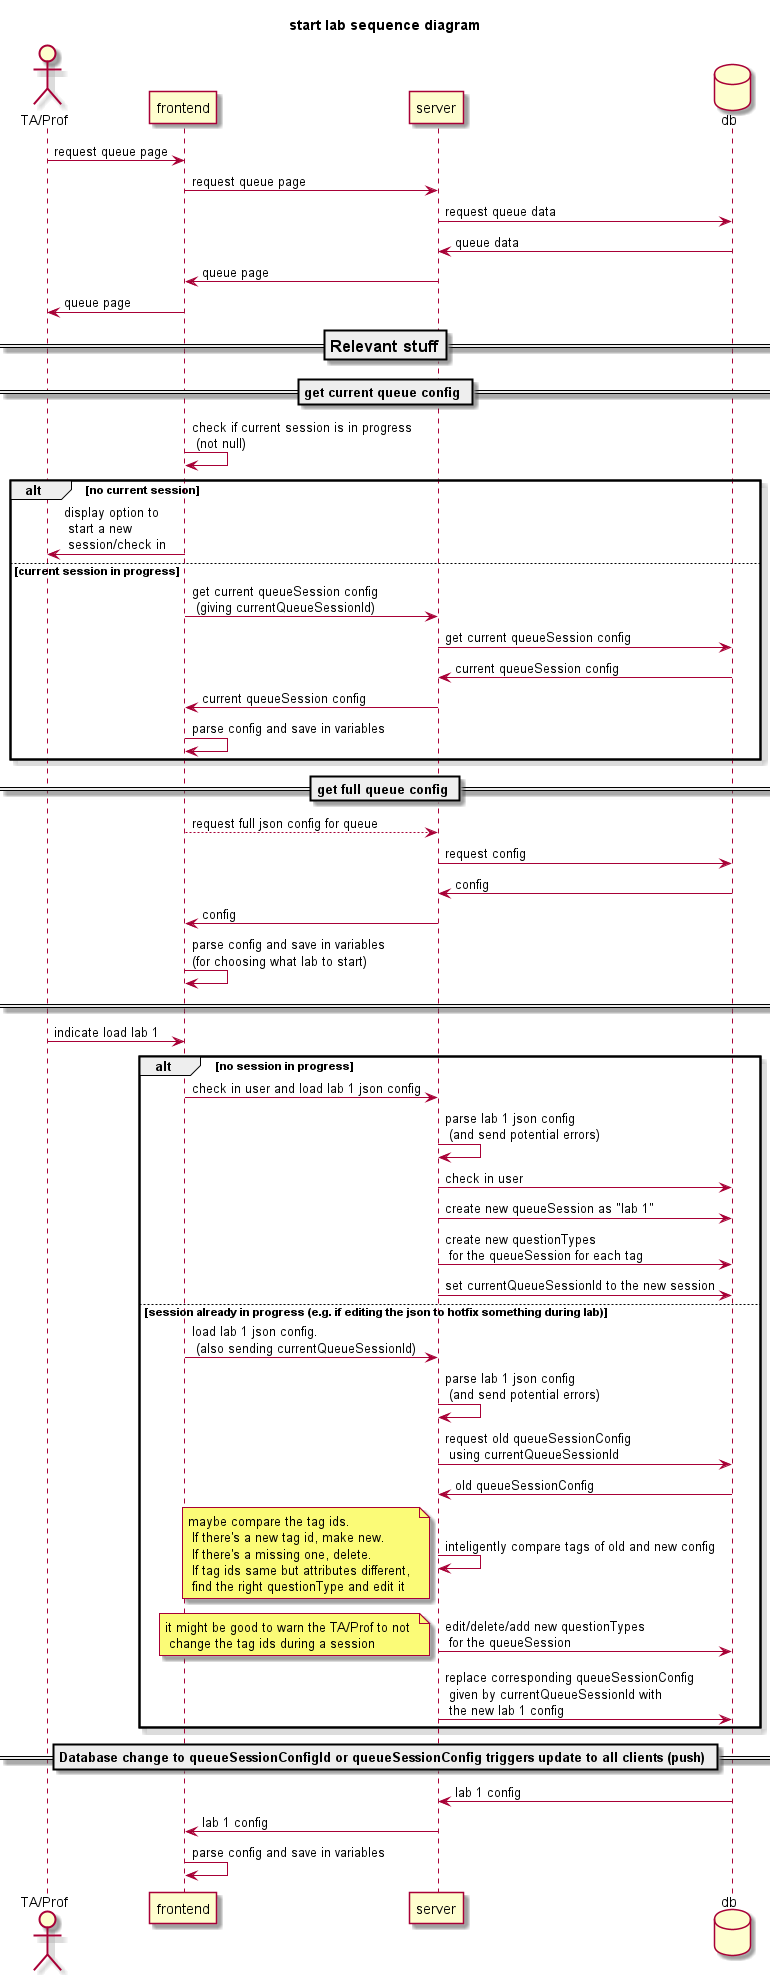 start lab sequence diagram
TA/Prof
frontend
server
db
request queue page
request queue page
request queue data
queue data
queue page
queue page
Relevant stuff
get current queue config
check if current session is in progress
(not null)
alt
[no current session]
display option to
start a new
session/check in
[current session in progress]
get current queueSession config
(giving currentQueueSessionId)
get current queueSession config
current queueSession config
current queueSession config
parse config and save in variables
get full queue config
request full json config for queue
request config
config
config
parse config and save in variables
(for choosing what lab to start)
indicate load lab 1
alt
[no session in progress]
check in user and load lab 1 json config
parse lab 1 json config
(and send potential errors)
check in user
create new queueSession as "lab 1"
create new questionTypes
for the queueSession for each tag
set currentQueueSessionId to the new session
[session already in progress (e.g. if editing the json to hotfix something during lab)]
load lab 1 json config.
(also sending currentQueueSessionId)
parse lab 1 json config
(and send potential errors)
request old queueSessionConfig
using currentQueueSessionId
old queueSessionConfig
maybe compare the tag ids.
If there's a new tag id, make new.
If there's a missing one, delete.
If tag ids same but attributes different,
find the right questionType and edit it
inteligently compare tags of old and new config
it might be good to warn the TA/Prof to not
change the tag ids during a session
edit/delete/add new questionTypes
for the queueSession
replace corresponding queueSessionConfig
given by currentQueueSessionId with
the new lab 1 config
Database change to queueSessionConfigId or queueSessionConfig triggers update to all clients (push)
lab 1 config
lab 1 config
parse config and save in variables
TA/Prof
frontend
server
db